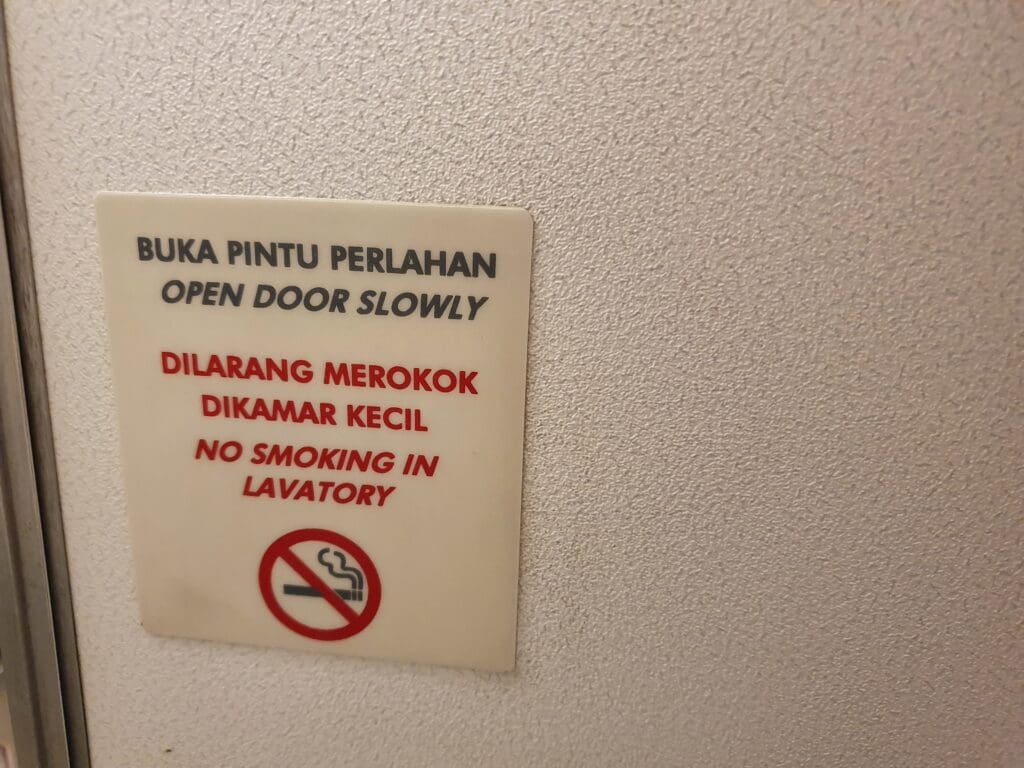 BUKA PINTU PERLAHAN
OPEN DOOR SLOWLY
DILARANG MEROKOK
DIKAMAR KECIL
NO SMOKING IN
LAVATORY